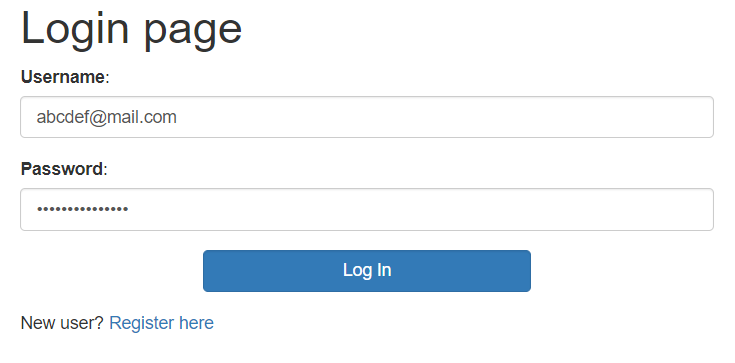 Login page
Username:
abcdef@mail.com
Password:
•••••••••••••••
Log In
New user? Register here